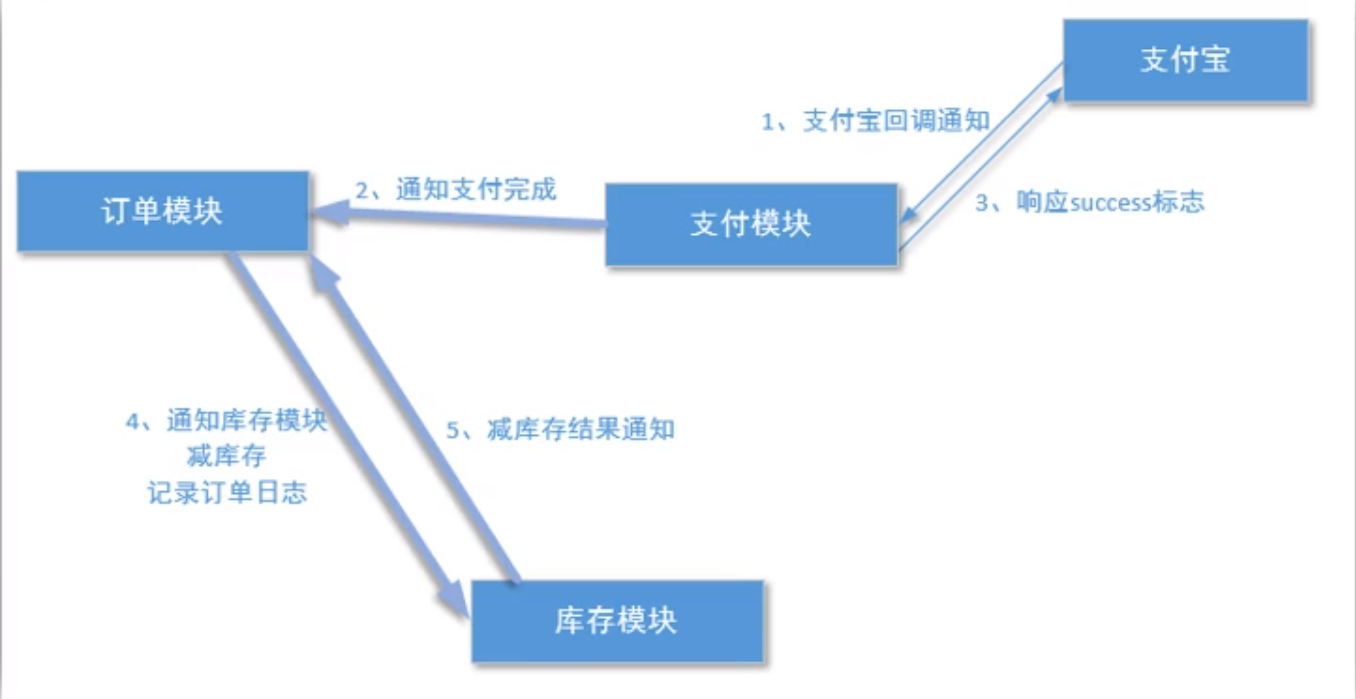 支付宝
1、支付宝回调通知
2、通知支付完成
订单模块
支付模块
3、响应success标志
4、通知库存模块
减库存
记录订单日志
5、减库存结果通知
库存模块